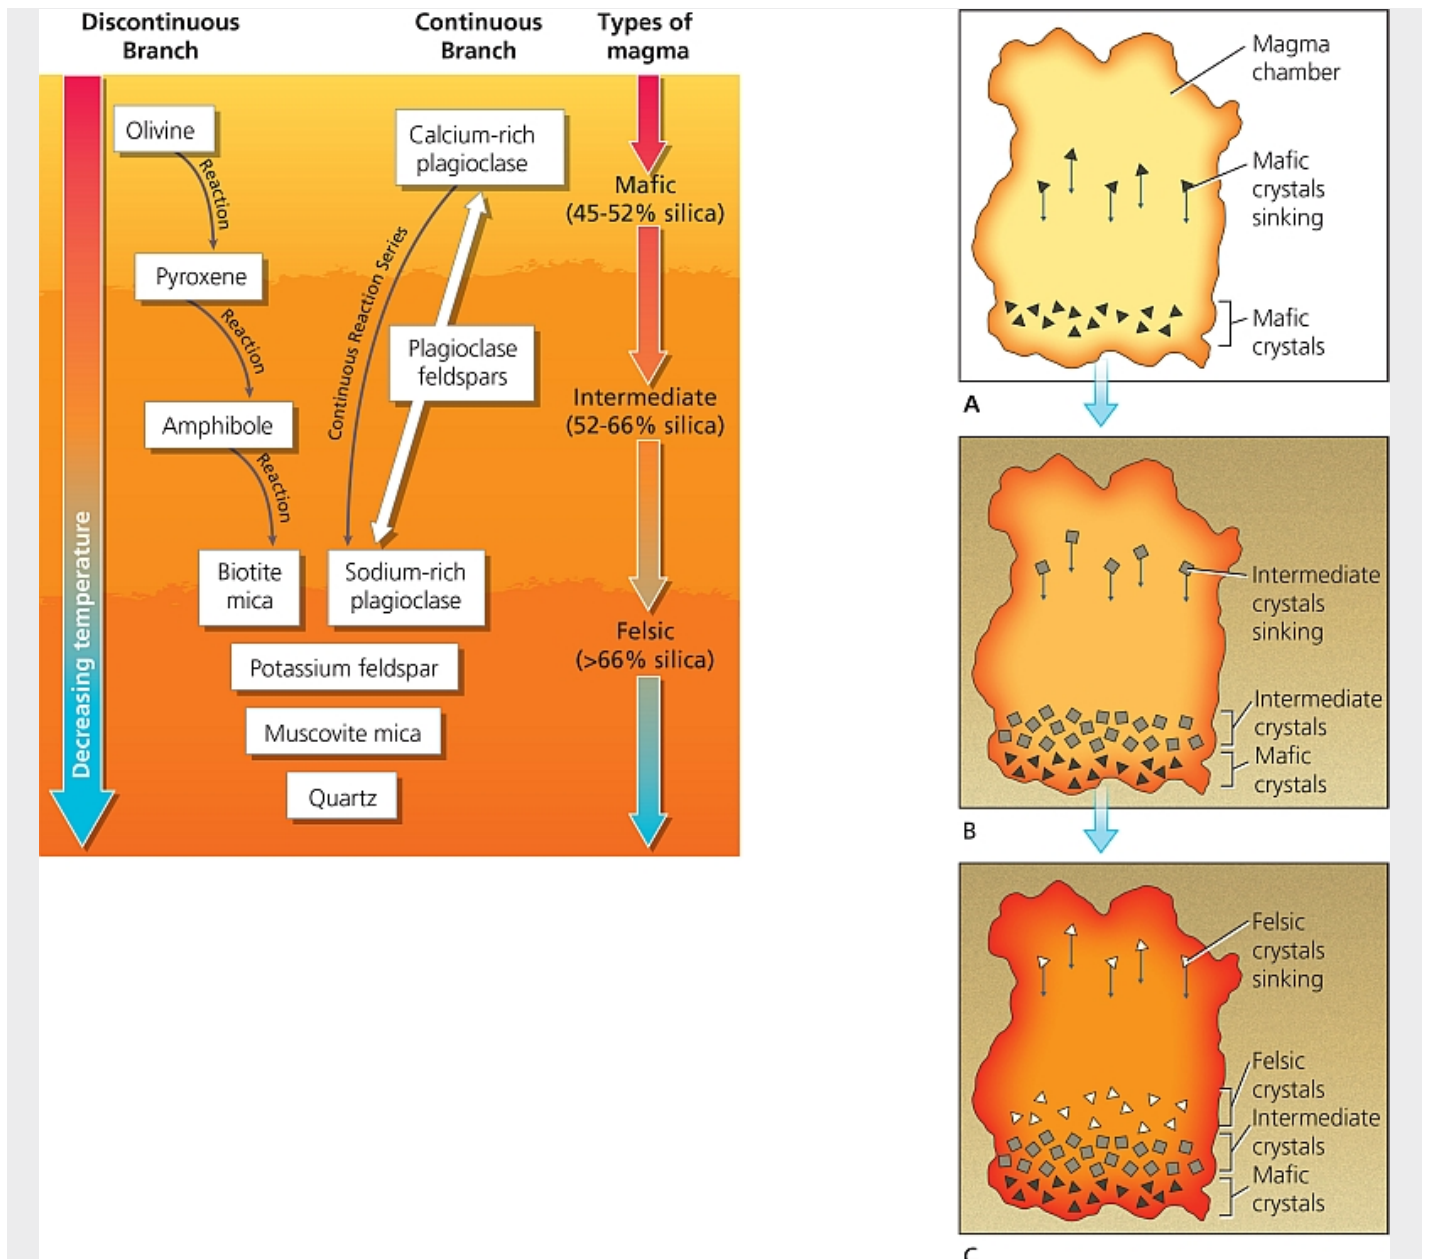 Discontinuous
Branch
Continuous
Branch
Types of
magma
Olivine
Reaction
Pyroxene
Reaction
Amphibole
Reaction
Biotite
mica
Calcium-rich
plagioclase
Continuous Reaction Series
Plagioclase
feldspars
Sodium-rich
plagioclase
Potassium feldspar
Muscovite mica
Quartz
Decreasing temperature
Mafic
(45-52% silica)
Intermediate
(52-66% silica)
Felsic
(>66% silica)
Magma
chamber
Mafic
crystals
sinking
Mafic
crystals
A
Intermediate
crystals
sinking
Intermediate
crystals
Mafic
crystals
B
Felsic
crystals
sinking
Felsic
crystals
Intermediate
crystals
Mafic
crystals
C